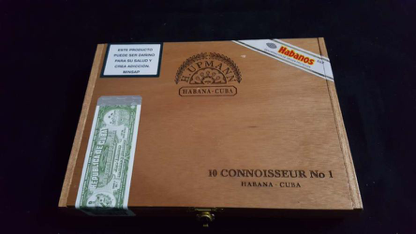 ESTE PRODUCTO
PUEDE SER DAÑINO
PARA SU SALUD Y
CREA ADICCIÓN.
MINSAP
Habanos
H. UPMANN
HABANA · CUBA
10 CONNOISSEUR No 1
HABANA · CUBA